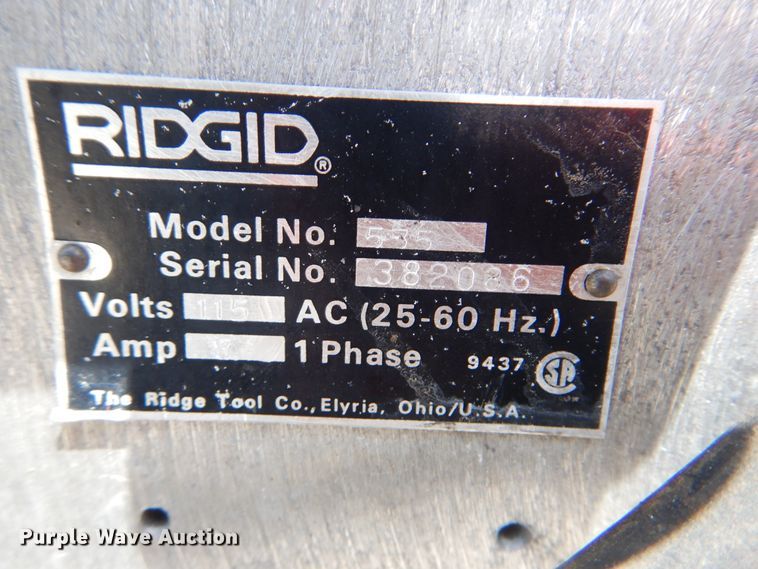 RIDGID®
Model No. 535
Serial No. 382086
Volts 115 AC (25-60 Hz.)
Amp 1 Phase 9437 SP®
The Ridge Tool Co., Elyria, Ohio/U.S.A.
Purple Wave Auction